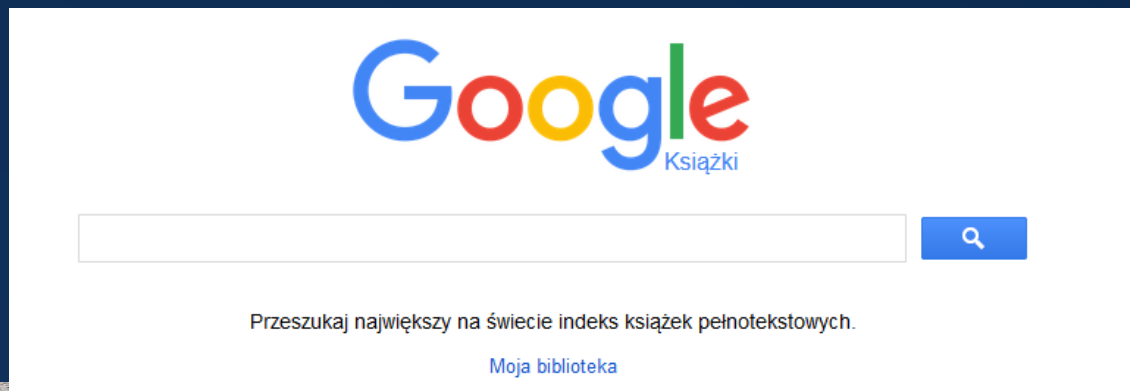 Google
Książki
Przeszukaj największy na świecie indeks książek pełnotekstowych.
Moja biblioteka